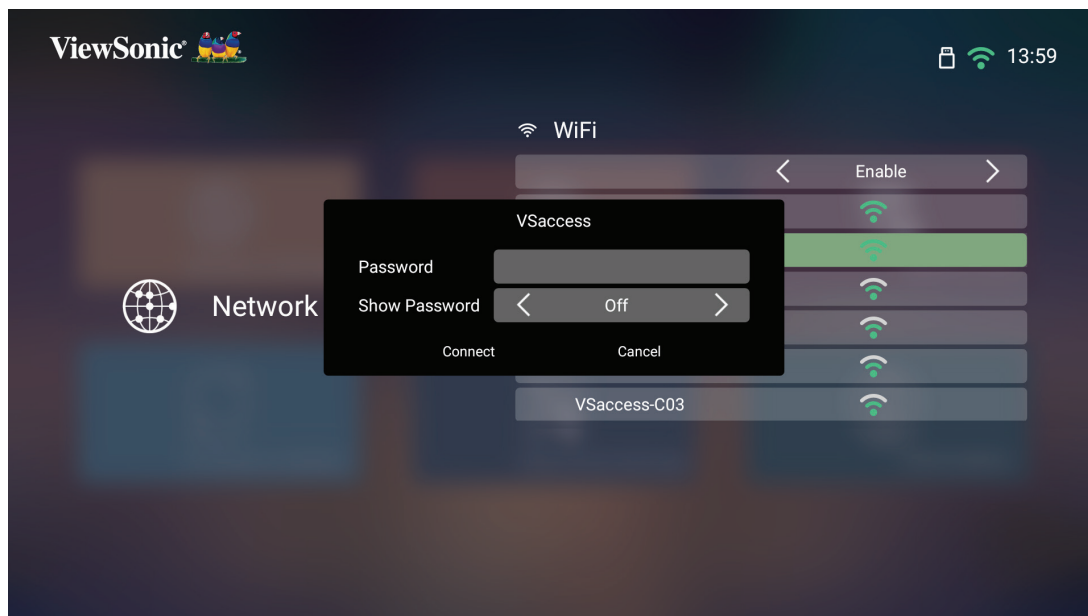 ViewSonic®
13:59
WiFi
Enable
VSaccess
Password
Network
Show Password
Off
Connect
Cancel
VSaccess-C03